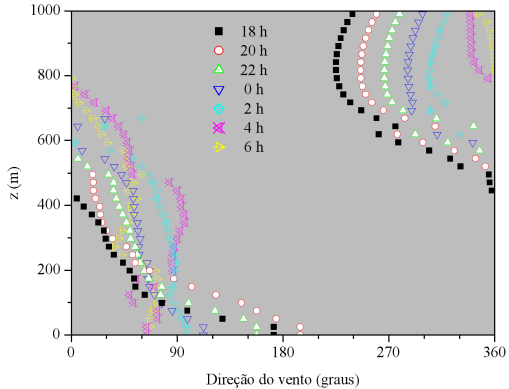 1000
800
600
400
200
0
z (m)
18 h
20 h
22 h
0 h
2 h
4 h
6 h
0 90 180 270 360
Direção do vento (graus)